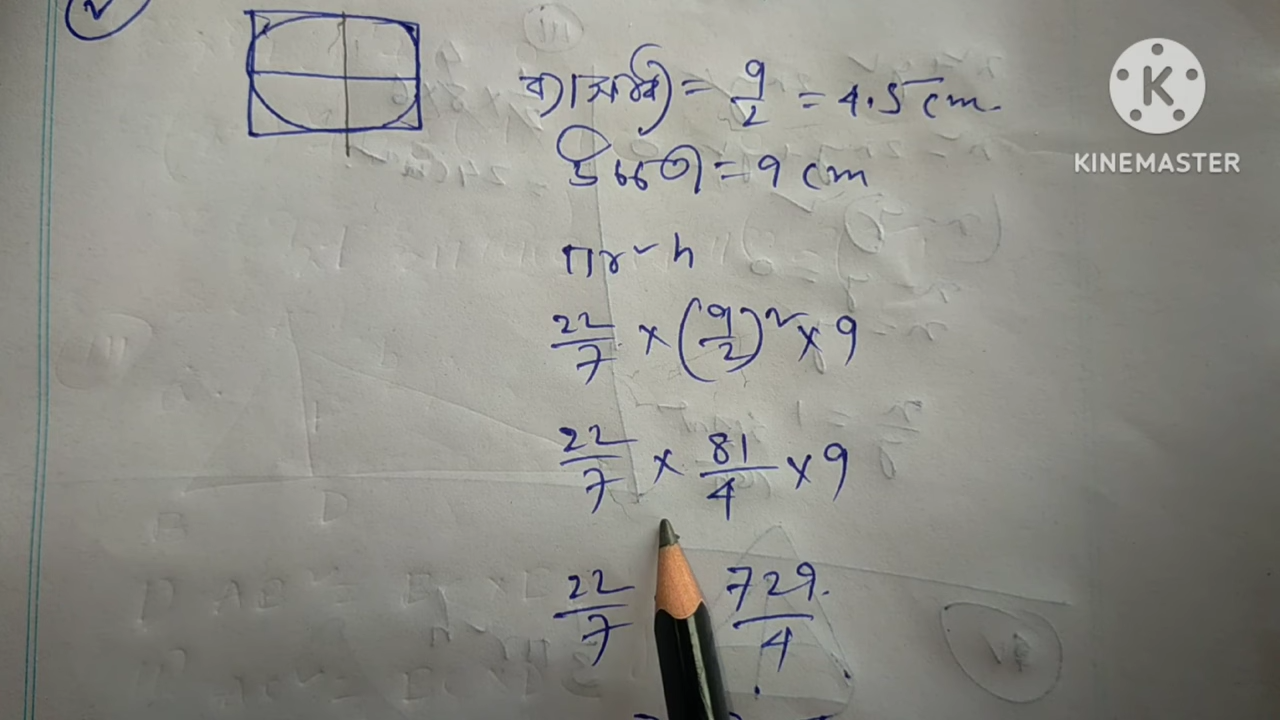 ২
ব্যাসার্ধ = 9/2 = 4.5 cm.
উচ্চতা = 9 cm
πr²h
22/7 × (9/2)² × 9
22/7 × 81/4 × 9
22/7 729/4
K
KINEMASTER